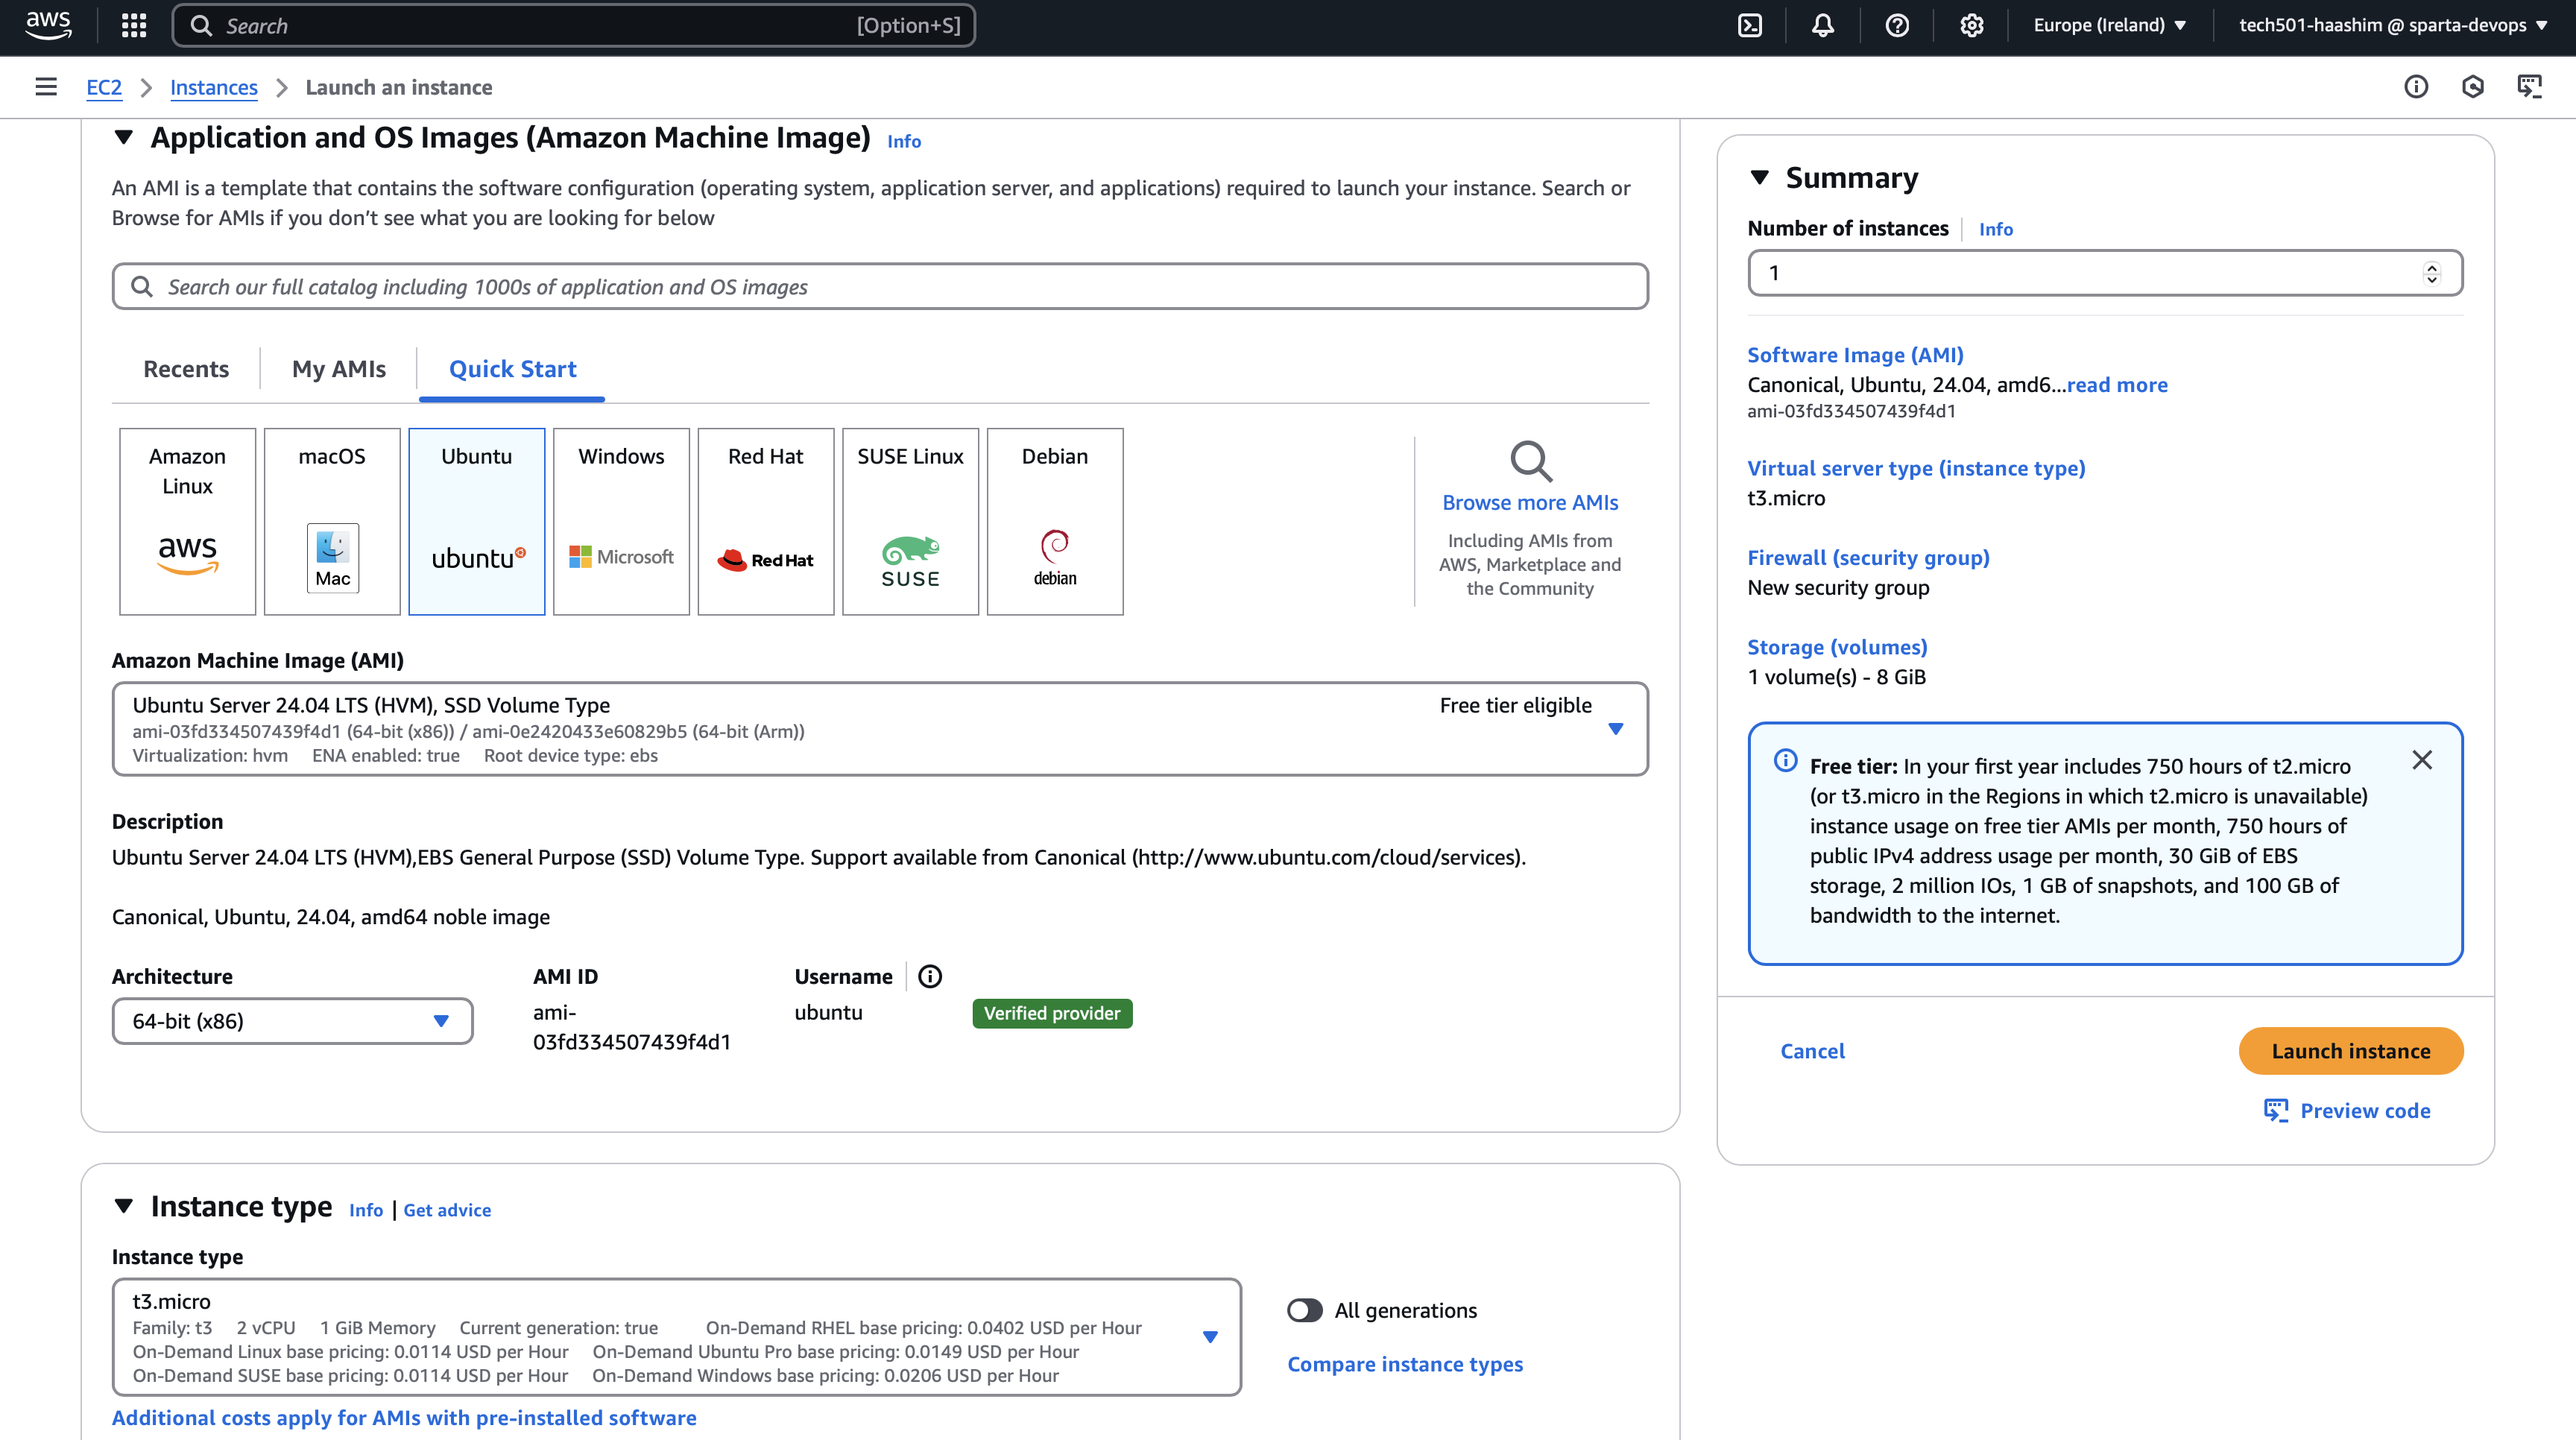 aws
Search
[Option+S]
Europe (Ireland)
tech501-haashim @ sparta-devops
EC2
Instances
Launch an instance
Application and OS Images (Amazon Machine Image)
Info
An AMI is a template that contains the software configuration (operating system, application server, and applications) required to launch your instance. Search or
Browse for AMIs if you don’t see what you are looking for below
Search our full catalog including 1000s of application and OS images
Recents
My AMIs
Quick Start
Amazon
Linux
aws
macOS
Mac
Ubuntu
ubuntu
Windows
Microsoft
Red Hat
Red Hat
SUSE Linux
SUSE
Debian
debian
Browse more AMIs
Including AMIs from
AWS, Marketplace and
the Community
Amazon Machine Image (AMI)
Ubuntu Server 24.04 LTS (HVM), SSD Volume Type
Free tier eligible
ami-03fd334507439f4d1 (64-bit (x86)) / ami-0e2420433e60829b5 (64-bit (Arm))
Virtualization: hvm ENA enabled: true Root device type: ebs
Description
Ubuntu Server 24.04 LTS (HVM),EBS General Purpose (SSD) Volume Type. Support available from Canonical (http://www.ubuntu.com/cloud/services).
Canonical, Ubuntu, 24.04, amd64 noble image
Architecture
64-bit (x86)
AMI ID
ami-
03fd334507439f4d1
Username
ubuntu
Verified provider
Instance type
Info | Get advice
Instance type
t3.micro
Family: t3 2 vCPU 1 GiB Memory Current generation: true On-Demand RHEL base pricing: 0.0402 USD per Hour
On-Demand Linux base pricing: 0.0114 USD per Hour On-Demand Ubuntu Pro base pricing: 0.0149 USD per Hour
On-Demand SUSE base pricing: 0.0114 USD per Hour On-Demand Windows base pricing: 0.0206 USD per Hour
All generations
Compare instance types
Additional costs apply for AMIs with pre-installed software
Summary
Number of instances
Info
1
Software Image (AMI)
Canonical, Ubuntu, 24.04, amd6...read more
ami-03fd334507439f4d1
Virtual server type (instance type)
t3.micro
Firewall (security group)
New security group
Storage (volumes)
1 volume(s) - 8 GiB
Free tier: In your first year includes 750 hours of t2.micro
(or t3.micro in the Regions in which t2.micro is unavailable)
instance usage on free tier AMIs per month, 750 hours of
public IPv4 address usage per month, 30 GiB of EBS
storage, 2 million IOs, 1 GB of snapshots, and 100 GB of
bandwidth to the internet.
Cancel
Launch instance
Preview code